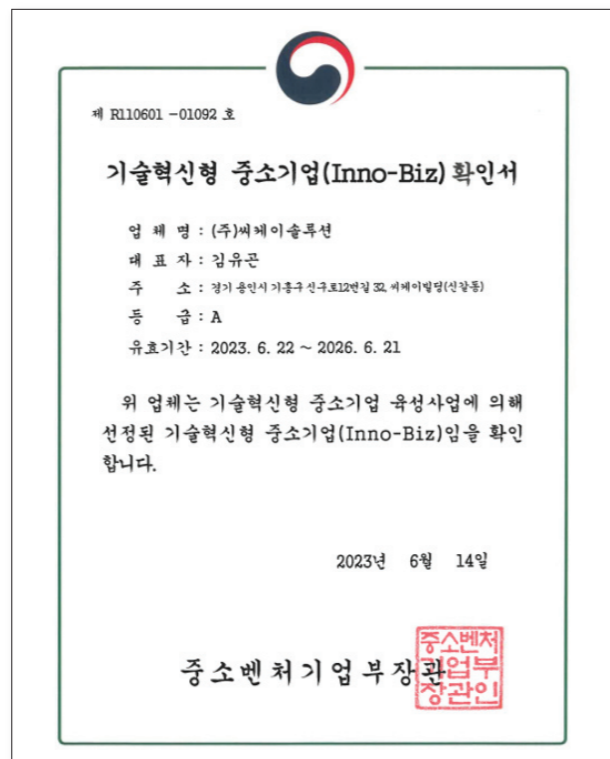 제 R110601 -01092 호
기술혁신형 중소기업(Inno-Biz) 확인서
업 체 명 : (주)씨케이솔루션
대 표 자 : 김유곤
주 소 : 경기 용인시 기흥구 신구로12번길 32, 씨케이빌딩(신갈동)
등 급 : A
유효기간 : 2023. 6. 22 ~ 2026. 6. 21
위 업체는 기술혁신형 중소기업 육성사업에 의해
선정된 기술혁신형 중소기업(Inno-Biz)임을 확인
합니다.
2023년 6월 14일
중소벤처기업부장관
중소벤처
기업부
장관인